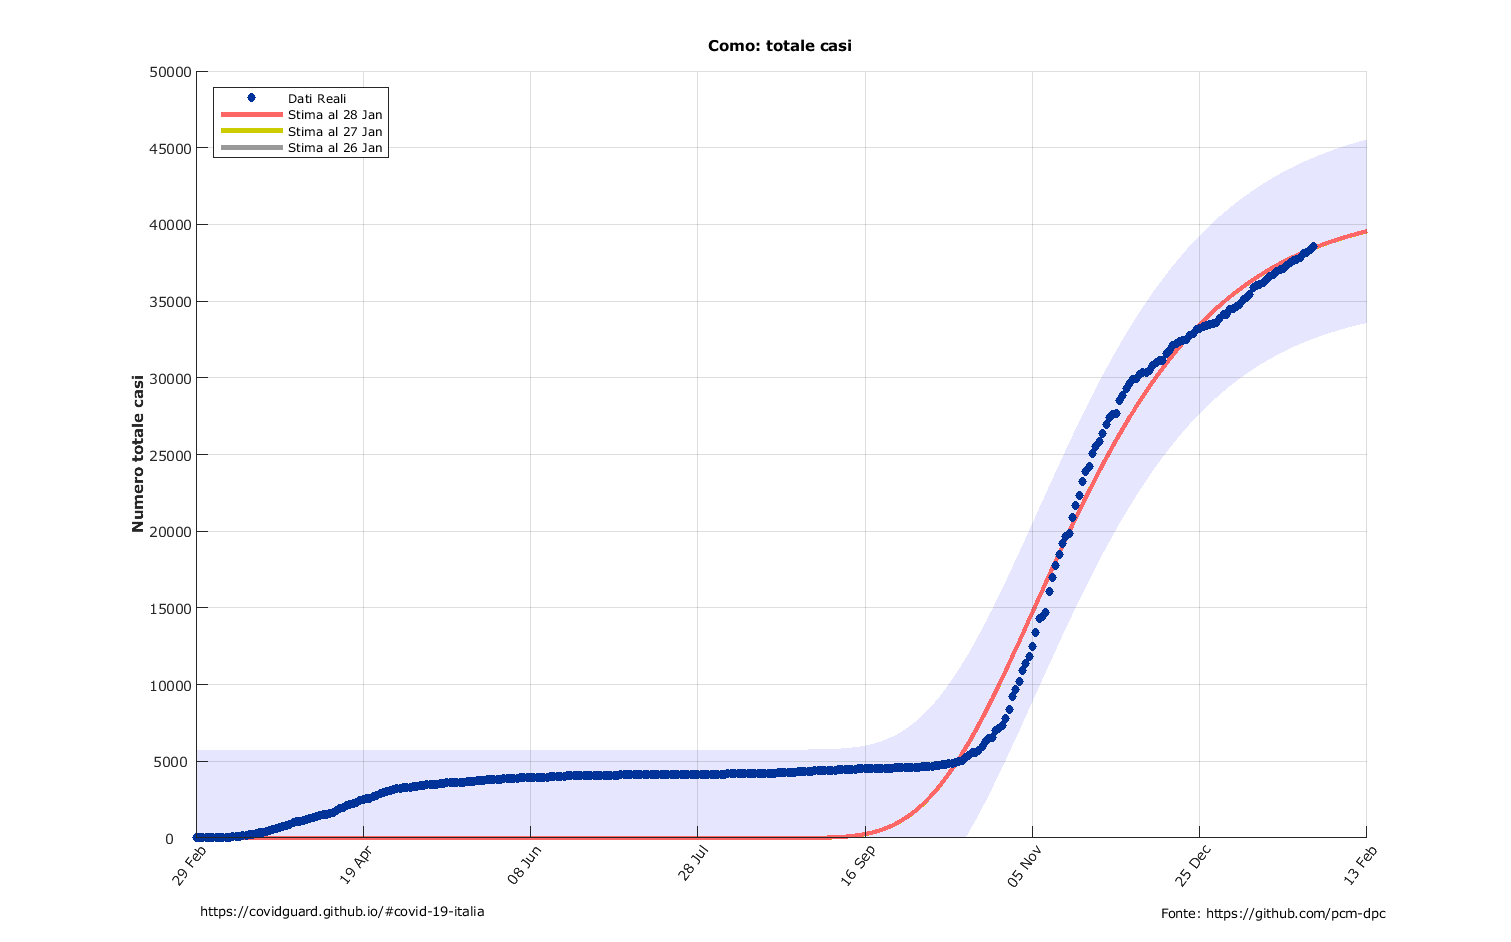 Como: totale casi
50000
45000
40000
35000
30000
25000
20000
15000
10000
5000
0
Numero totale casi
Dati Reali
Stima al 28 Jan
Stima al 27 Jan
Stima al 26 Jan
29 Feb
19 Apr
08 Jun
28 Jul
16 Sep
05 Nov
25 Dec
13 Feb
https://covidguard.github.io/#covid-19-italia
Fonte: https://github.com/pcm-dpc